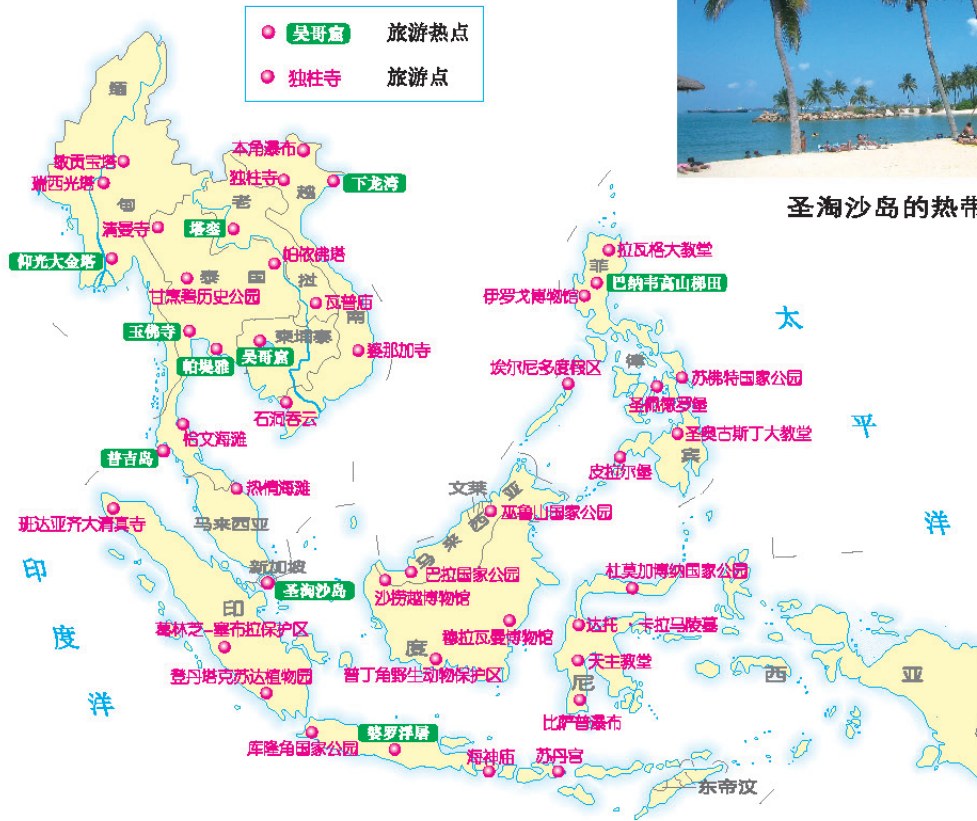 吴哥窟 旅游热点
独柱寺 旅游点
圣淘沙岛的热带
缅
甸
敏贡宝塔
瑞西光塔
清曼寺
仰光大金塔
本角瀑布
独柱寺
下龙湾
越
南
老
挝
塔銮
帕侬佛塔
泰国
甘烹碧历史公园
瓦普庙
玉佛寺
帕堤雅
柬埔寨
吴哥窟
婆那加寺
石洞吞云
恰文海滩
普吉岛
热情海滩
班达亚齐大清真寺
马来西亚
新加坡
圣淘沙岛
菲
律
宾
拉瓦格大教堂
巴纳韦高山梯田
伊罗戈博物馆
埃尔尼多度假区
苏佛特国家公园
圣佩德罗堡
圣奥古斯丁大教堂
皮拉尔堡
太
平
洋
文莱
马来西亚
巫鲁山国家公园
巴拉国家公园
沙捞越博物馆
杜莫加博纳国家公园
达托·卡拉马陵墓
穆拉瓦曼博物馆
天主教堂
比萨普瀑布
普丁角野生动物保护区
印
度
洋
印
度
尼
西
亚
葛林芝-塞布拉保护区
登丹塔克苏达植物园
库隆角国家公园
婆罗浮屠
海神庙
苏丹宫
东帝汶